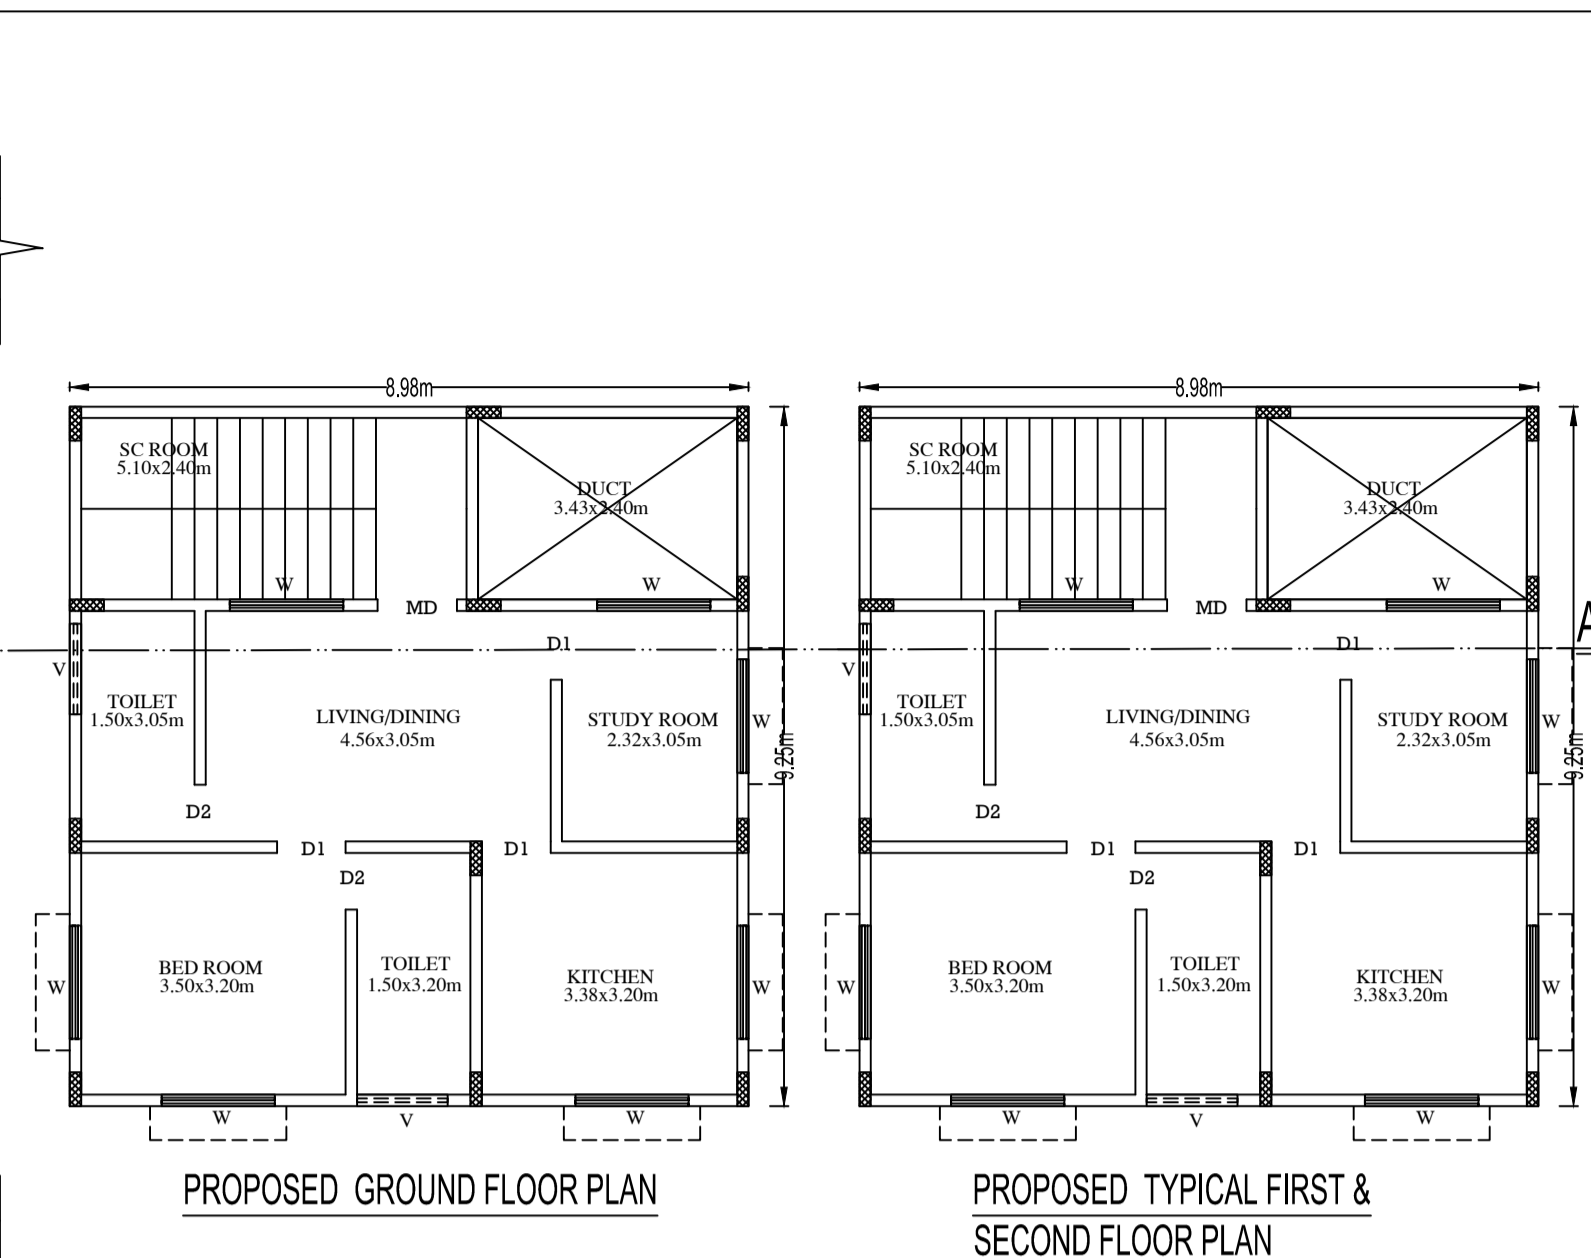 8.98m
SC ROOM
5.10x2.40m
DUCT
3.43x2.40m
W
W
MD
D1
V
TOILET
1.50x3.05m
LIVING/DINING
4.56x3.05m
STUDY ROOM
2.32x3.05m
W
9.25m
D2
D1
D1
D2
BED ROOM
3.50x3.20m
TOILET
1.50x3.20m
KITCHEN
3.38x3.20m
W
W
W
V
W
PROPOSED GROUND FLOOR PLAN
8.98m
SC ROOM
5.10x2.40m
DUCT
3.43x2.40m
W
W
MD
D1
A
V
TOILET
1.50x3.05m
LIVING/DINING
4.56x3.05m
STUDY ROOM
2.32x3.05m
W
9.25m
D2
D1
D1
D2
BED ROOM
3.50x3.20m
TOILET
1.50x3.20m
KITCHEN
3.38x3.20m
W
W
W
V
W
PROPOSED TYPICAL FIRST &
SECOND FLOOR PLAN